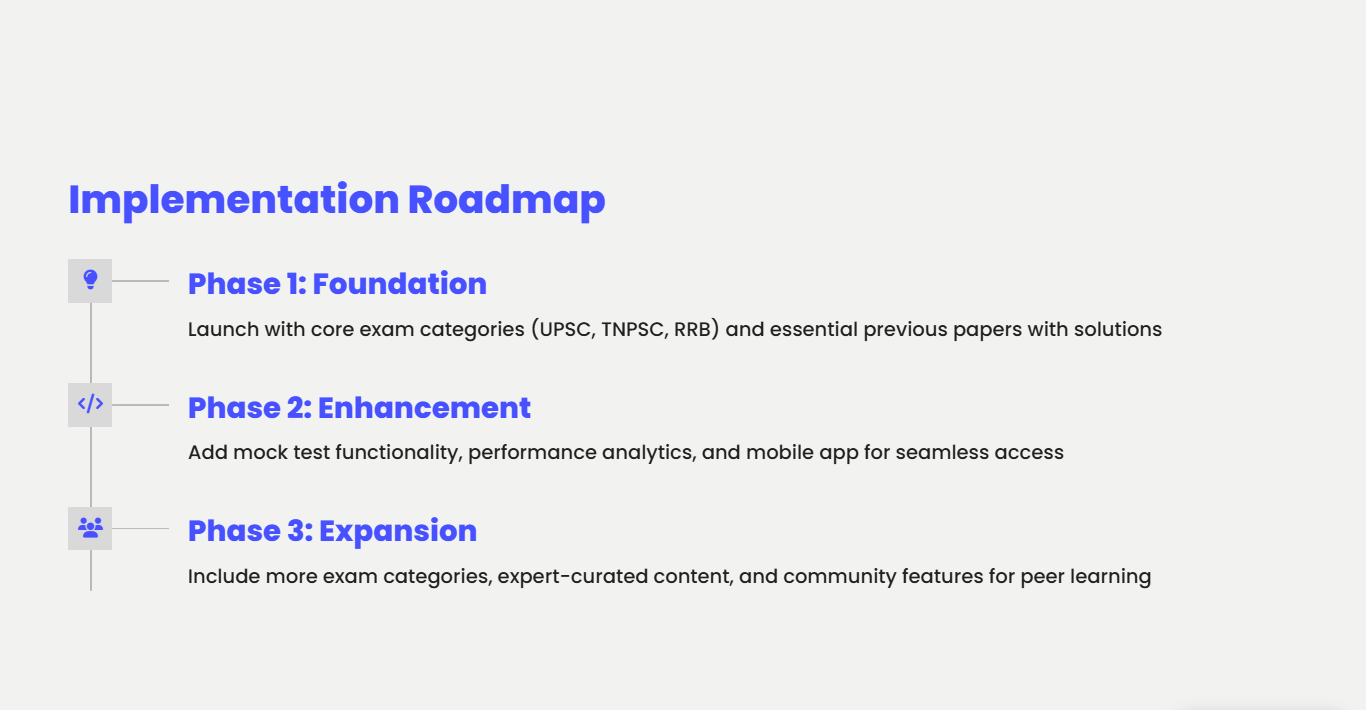 Implementation Roadmap
Phase 1: Foundation
Launch with core exam categories (UPSC, TNPSC, RRB) and essential previous papers with solutions
Phase 2: Enhancement
Add mock test functionality, performance analytics, and mobile app for seamless access
Phase 3: Expansion
Include more exam categories, expert-curated content, and community features for peer learning